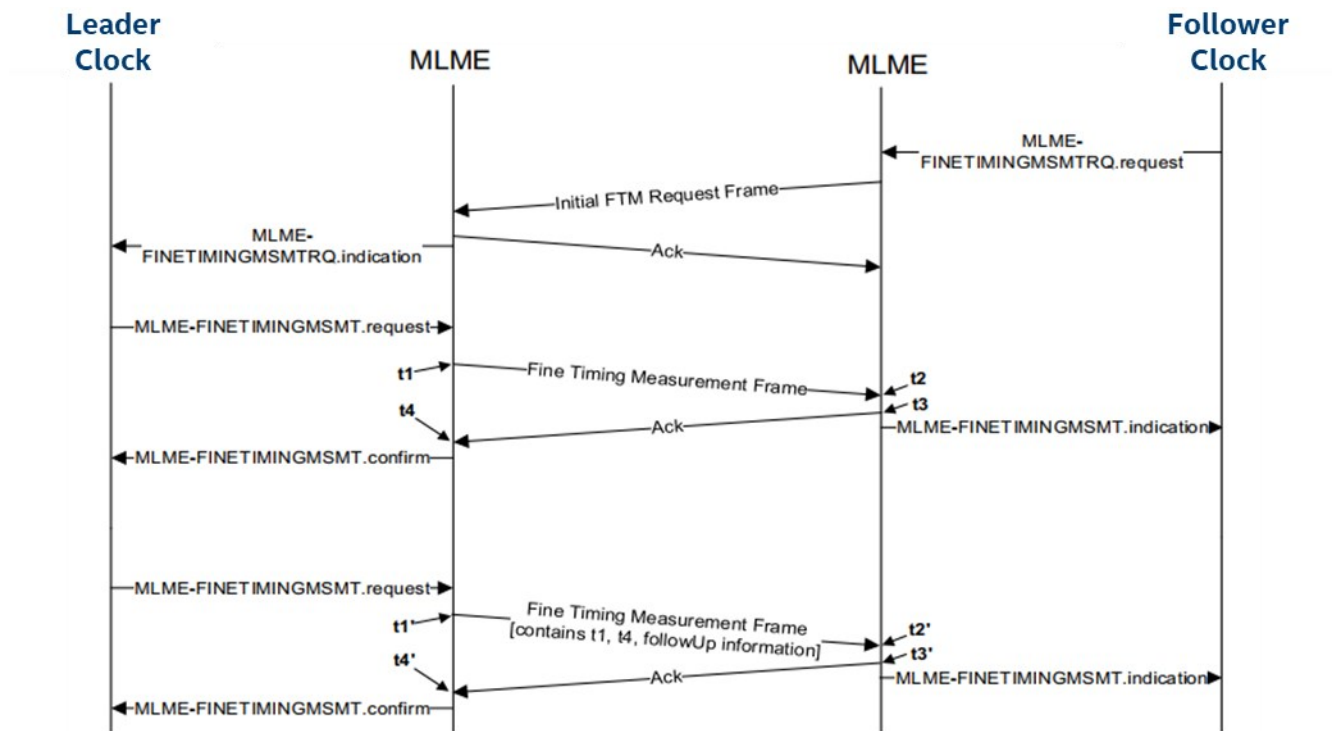 Leader
Clock
MLME
MLME
Follower
Clock
MLME-
FINETIMINGMSMTRQ.request
Initial FTM Request Frame
MLME-
FINETIMINGMSMTRQ.indication
Ack
MLME-FINETIMINGMSMT.request
t1
Fine Timing Measurement Frame
t2
t3
t4
Ack
MLME-FINETIMINGMSMT.indication
MLME-FINETIMINGMSMT.confirm
MLME-FINETIMINGMSMT.request
t1'
Fine Timing Measurement Frame
[contains t1, t4, followUp information]
t2'
t3'
t4'
Ack
MLME-FINETIMINGMSMT.indication
MLME-FINETIMINGMSMT.confirm